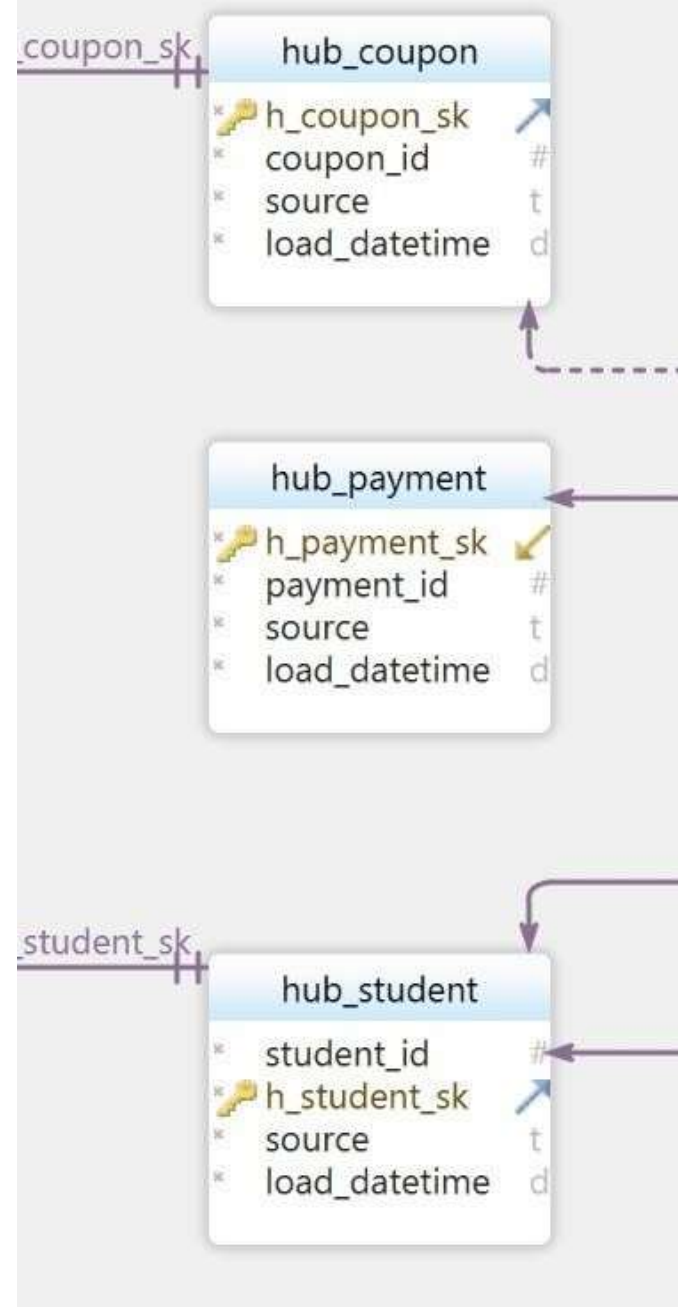 _coupon_sk
hub_coupon
h_coupon_sk
coupon_id #
source t
load_datetime d
hub_payment
h_payment_sk
payment_id #
source t
load_datetime d
_student_sk
hub_student
student_id #
h_student_sk
source t
load_datetime d